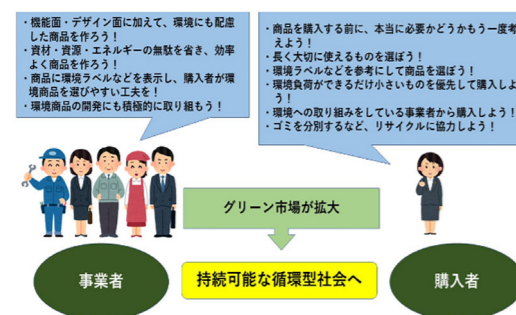 ・機能面・デザイン面に加えて、環境にも配慮
した商品を作ろう！
・資材・資源・エネルギーの無駄を省き、効率
よく商品を作ろう！
・商品に環境ラベルなどを表示し、購入者が環
境商品を選びやすい工夫を！
・環境商品の開発にも積極的に取り組もう！
・商品を購入する前に、本当に必要かどうかもう一度考
えよう！
・長く大切に使えるものを選ぼう！
・環境ラベルなどを参考にして商品を選ぼう！
・環境負荷ができるだけ小さいものを優先して購入しよ
う！
・環境への取り組みをしている事業者から購入しよう！
・ゴミを分別するなど、リサイクルに協力しよう！
グリーン市場が拡大
事業者
持続可能な循環型社会へ
購入者